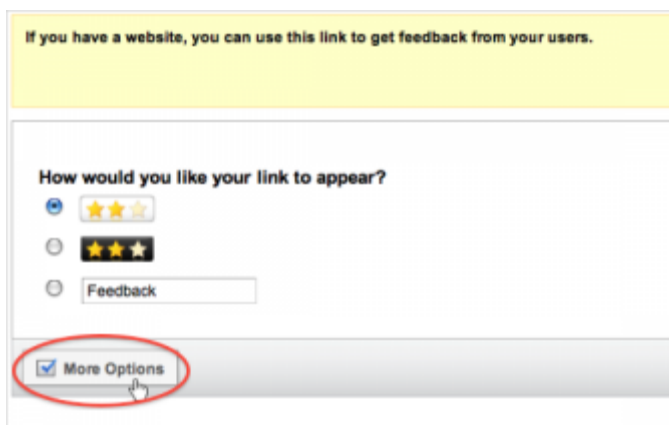 If you have a website, you can use this link to get feedback from your users.
How would you like your link to appear?
Feedback
More Options